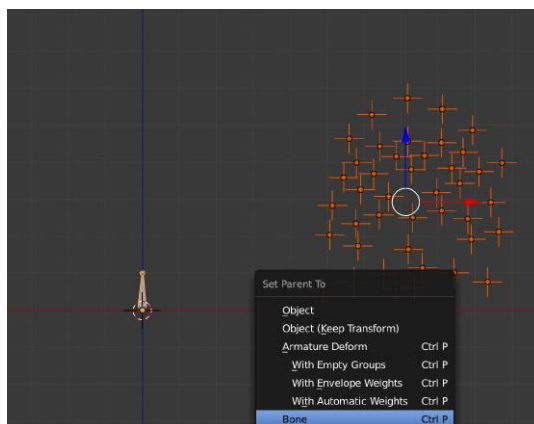 Set Parent To
Object
Object (Keep Transform)
Armature Deform Ctrl P
With Empty Groups Ctrl P
With Envelope Weights Ctrl P
With Automatic Weights Ctrl P
Bone Ctrl P